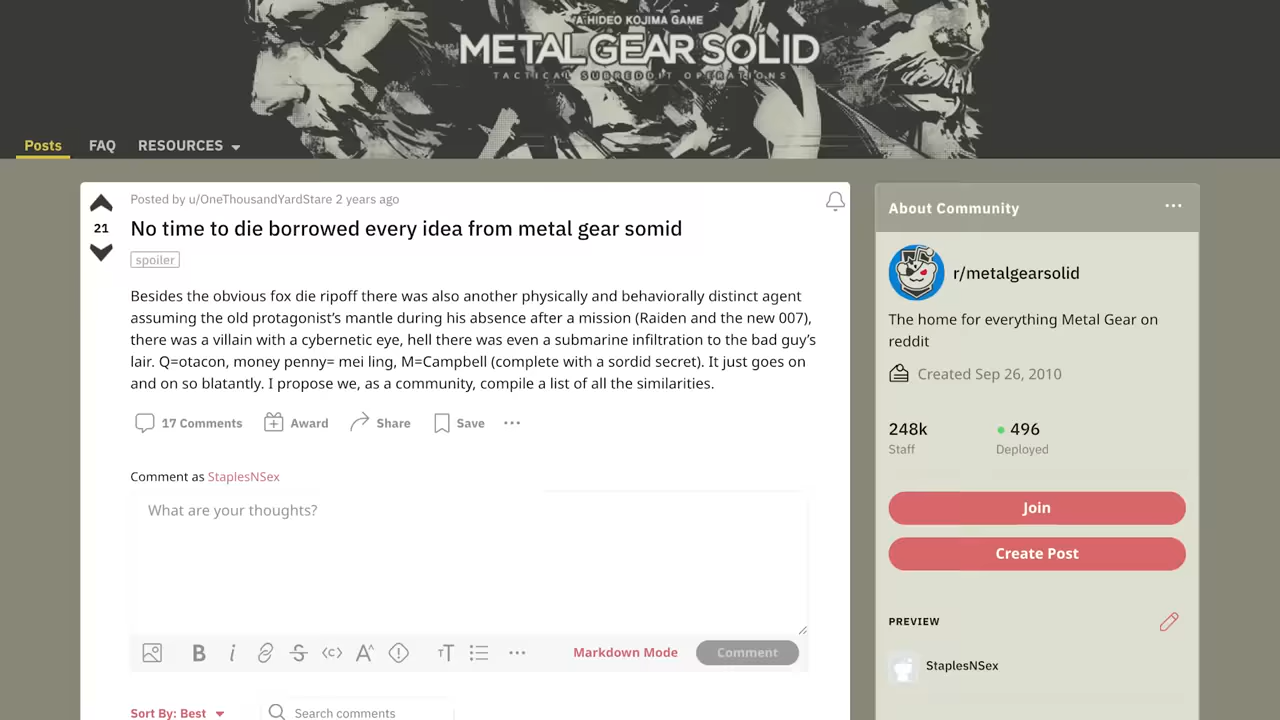 A HIDEO KOJIMA GAME
METAL GEAR SOLID
TACTICAL SUBREDDIT OPERATIONS
Posts FAQ RESOURCES
Posted by u/OneThousandYardStare 2 years ago
21
No time to die borrowed every idea from metal gear somid
spoiler
Besides the obvious fox die ripoff there was also another physically and behaviorally distinct agent
assuming the old protagonist’s mantle during his absence after a mission (Raiden and the new 007),
there was a villain with a cybernetic eye, hell there was even a submarine infiltration to the bad guy’s
lair. Q=otacon, money penny= mei ling, M=Campbell (complete with a sordid secret). It just goes on
and on so blatantly. I propose we, as a community, compile a list of all the similarities.
17 Comments Award Share Save
Comment as StaplesNSex
What are your thoughts?
Markdown Mode Comment
Sort By: Best Search comments
About Community
r/metalgearsolid
The home for everything Metal Gear on
reddit
Created Sep 26, 2010
248k 496
Staff Deployed
Join
Create Post
PREVIEW
StaplesNSex